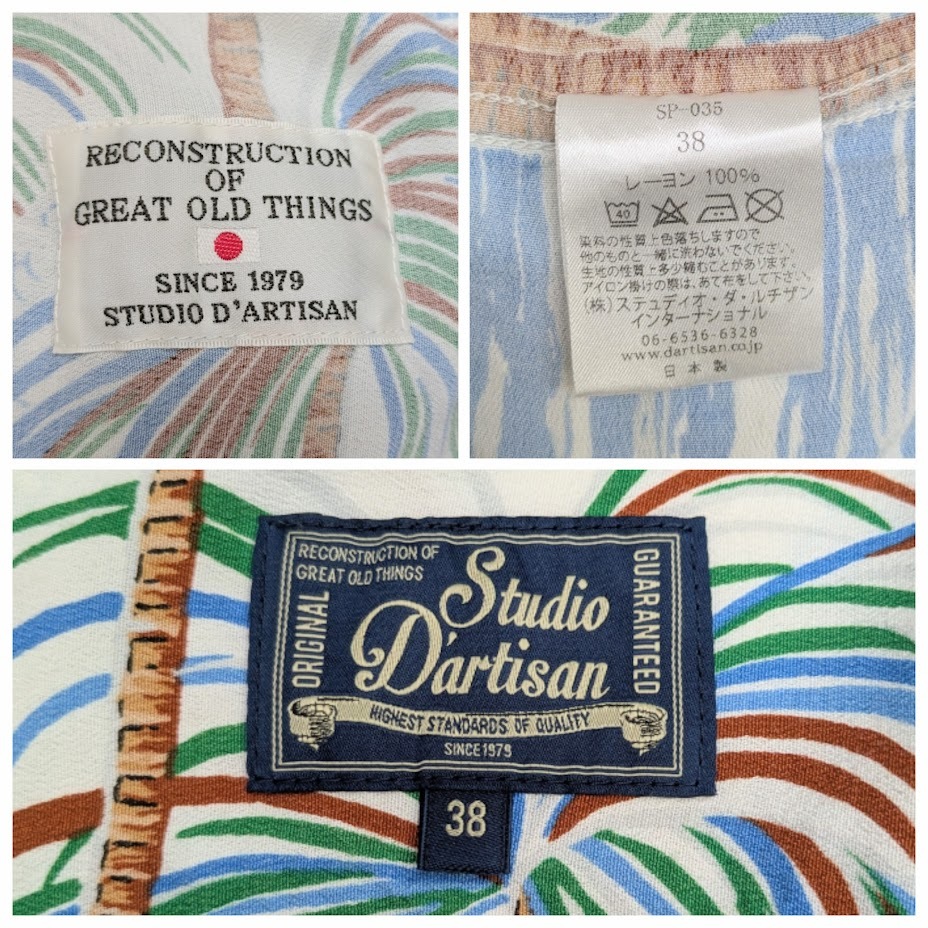 RECONSTRUCTION
OF
GREAT OLD THINGS
SINCE 1979
STUDIO D'ARTISAN
SP-035
38
レーヨン 100%
40
染料の性質上色落ちしますので
他のものと一緒に洗わないでください。
生地の性質上多少縮むことがあります。
アイロン掛けの際は、あて布をして下さい。
(株)ステュディオ・ダ・ルチザン
インターナショナル
06-6536-6328
www.dartisan.co.jp
日本製
RECONSTRUCTION OF
GREAT OLD THINGS
ORIGINAL
Studio
D'artisan
GUARANTEED
HIGHEST STANDARDS OF QUALITY
SINCE 1979
38